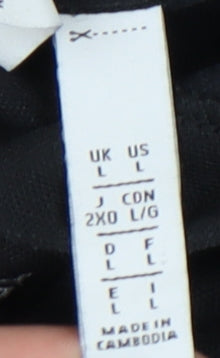 UK US
L L
J CDN
2XO L/G
D F
L L
E I
L L
MADE IN
CAMBODIA